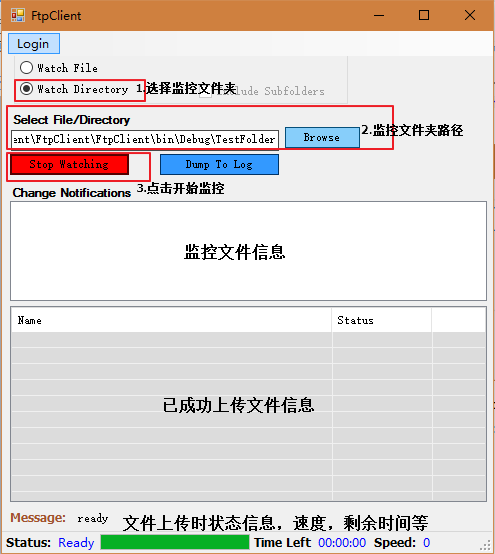 FtpClient
Login
Watch File
Watch Directory 1.选择监控文件夹 Include Subfolders
Select File/Directory
ent\FtpClient\FtpClient\bin\Debug\TestFolder Browse 2.监控文件夹路径
Stop Watching Dump To Log
Change Notifications 3.点击开始监控
监控文件信息
Name Status
已成功上传文件信息
Message: ready 文件上传时状态信息，速度，剩余时间等
Status: Ready Time Left 00:00:00 Speed: 0